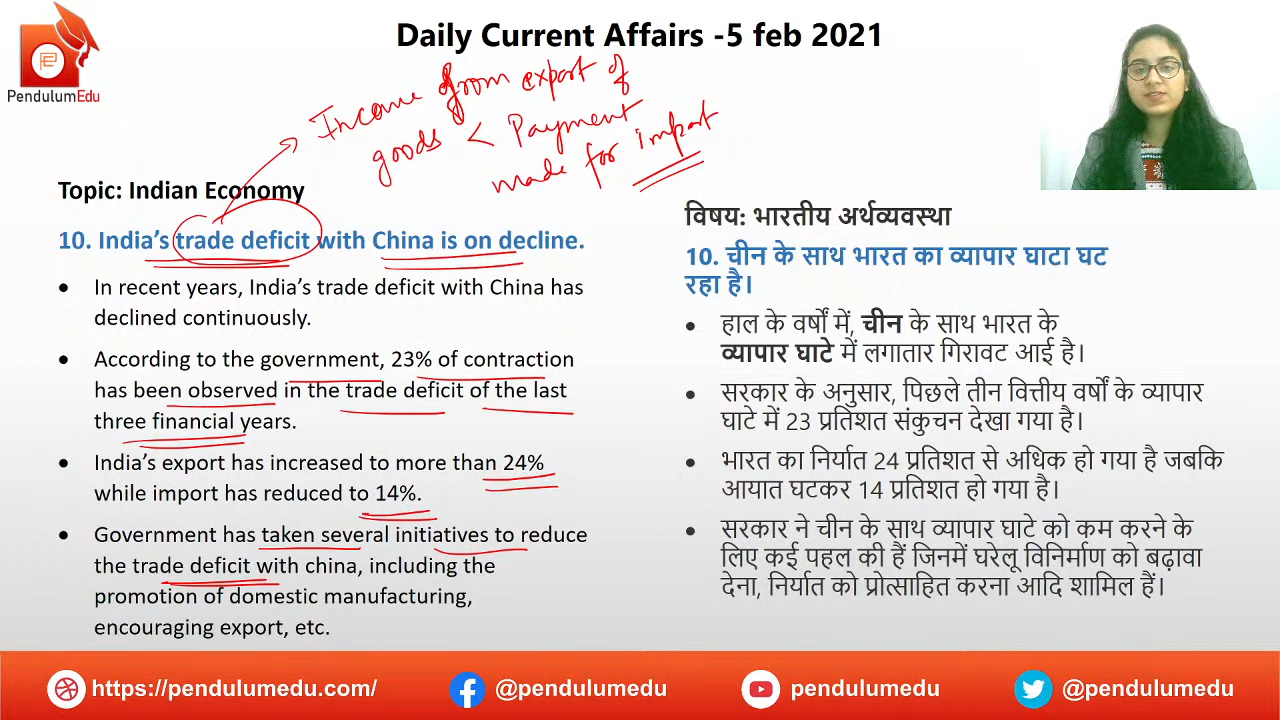 Daily Current Affairs -5 feb 2021
PendulumEdu
Income from export of
goods < Payment
made for import
Topic: Indian Economy
10. India's trade deficit with China is on decline.
• In recent years, India's trade deficit with China has
declined continuously.
• According to the government, 23% of contraction
has been observed in the trade deficit of the last
three financial years.
• India's export has increased to more than 24%
while import has reduced to 14%.
• Government has taken several initiatives to reduce
the trade deficit with china, including the
promotion of domestic manufacturing,
encouraging export, etc.
विषय: भारतीय अर्थव्यवस्था
10. चीन के साथ भारत का व्यापार घाटा घट
रहा है।
• हाल के वर्षों में, चीन के साथ भारत के
व्यापार घाटे में लगातार गिरावट आई है।
• सरकार के अनुसार, पिछले तीन वित्तीय वर्षों के व्यापार
घाटे में 23 प्रतिशत संकुचन देखा गया है।
• भारत का निर्यात 24 प्रतिशत से अधिक हो गया है जबकि
आयात घटकर 14 प्रतिशत हो गया है।
• सरकार ने चीन के साथ व्यापार घाटे को कम करने के
लिए कई पहल की हैं जिनमें घरेलू विनिर्माण को बढ़ावा
देना, निर्यात को प्रोत्साहित करना आदि शामिल हैं।
https://pendulumedu.com/
@pendulumedu
pendulumedu
@pendulumedu